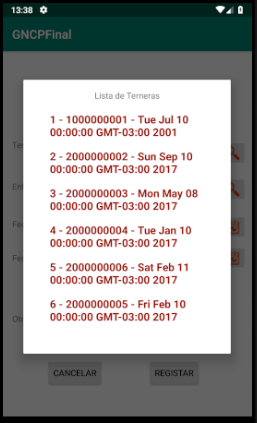 13:38
GNCPFinal
Lista de Terneras
1 - 1000000001 - Tue Jul 10
00:00:00 GMT-03:00 2001
2 - 2000000002 - Sun Sep 10
00:00:00 GMT-03:00 2017
3 - 2000000003 - Mon May 08
00:00:00 GMT-03:00 2017
4 - 2000000004 - Tue Jan 10
00:00:00 GMT-03:00 2017
5 - 2000000006 - Sat Feb 11
00:00:00 GMT-03:00 2017
6 - 2000000005 - Fri Feb 10
00:00:00 GMT-03:00 2017
CANCELAR
REGISTAR